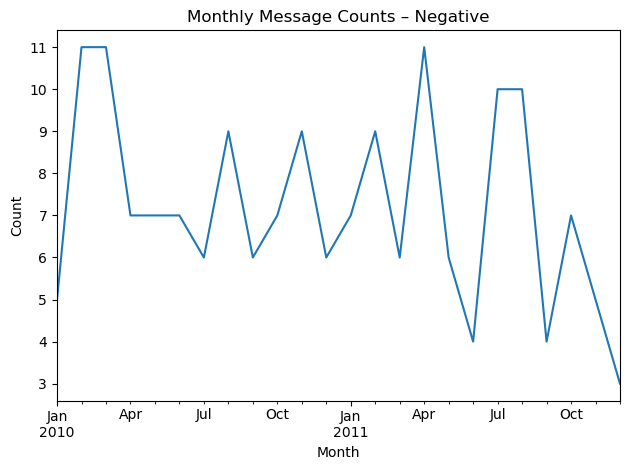 Monthly Message Counts – Negative
11
10
9
8
7
6
5
4
3
Count
Jan Apr Jul Oct Jan Apr Jul Oct
2010 2011
Month